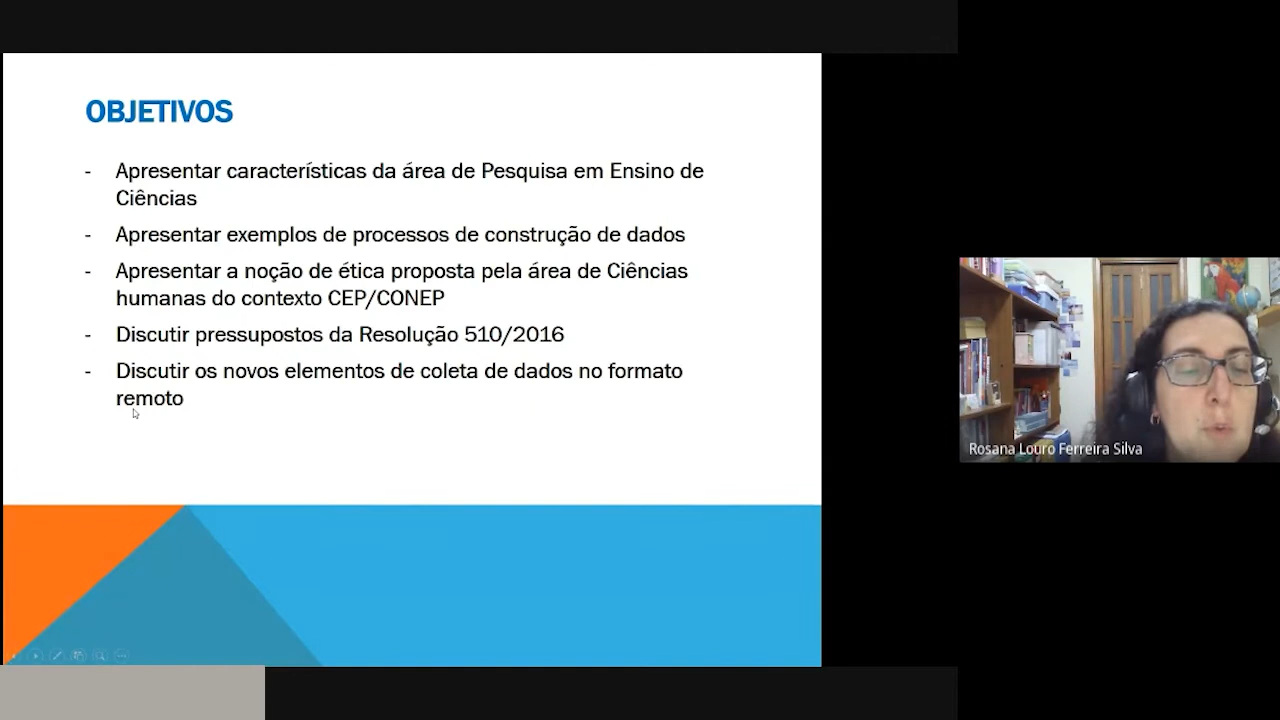 OBJETIVOS
- Apresentar características da área de Pesquisa em Ensino de
Ciências
- Apresentar exemplos de processos de construção de dados
- Apresentar a noção de ética proposta pela área de Ciências
humanas do contexto CEP/CONEP
- Discutir pressupostos da Resolução 510/2016
- Discutir os novos elementos de coleta de dados no formato
remoto
Rosana Louro Ferreira Silva